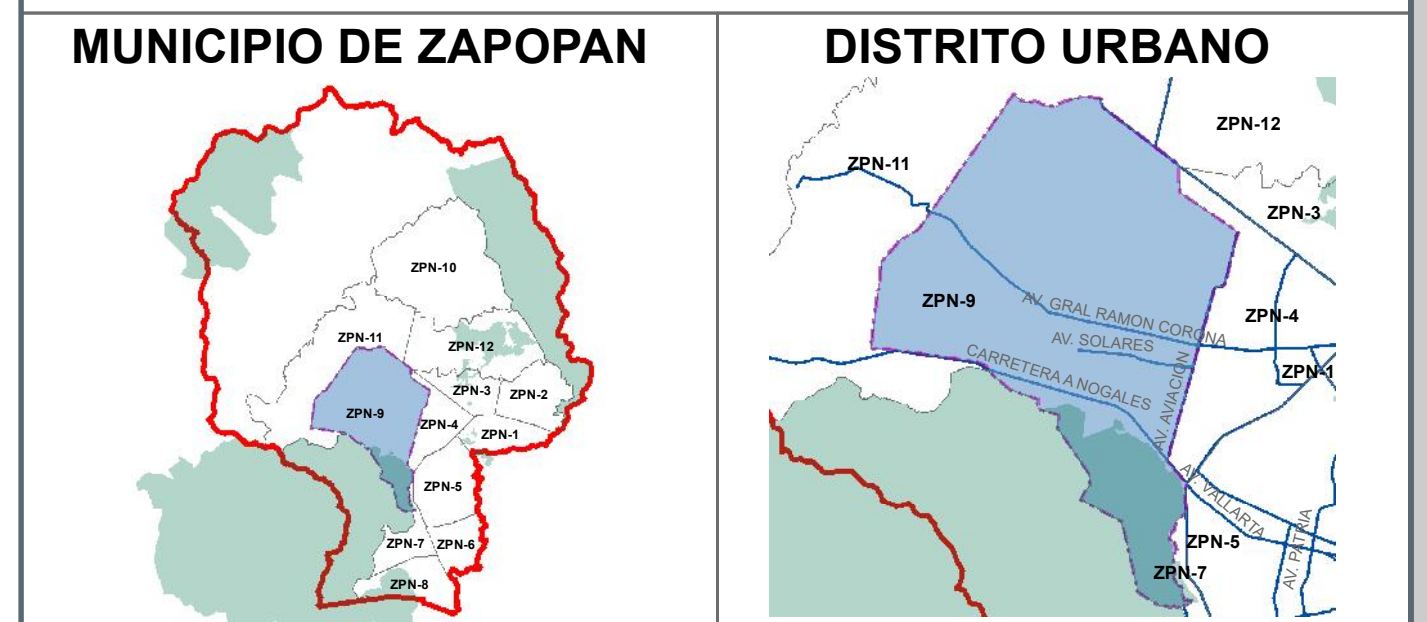 MUNICIPIO DE ZAPOPAN
ZPN-10
ZPN-11
ZPN-12
ZPN-3
ZPN-2
ZPN-9
ZPN-4
ZPN-1
ZPN-5
ZPN-7
ZPN-6
ZPN-8
DISTRITO URBANO
ZPN-12
ZPN-11
ZPN-3
ZPN-9
AV. GRAL RAMON CORONA
ZPN-4
AV. SOLARES
CARRETERA A NOGALES
ZPN-1
AV. AVIACION
AV. VALLARTA
ZPN-5
AV. PATRIA
ZPN-7